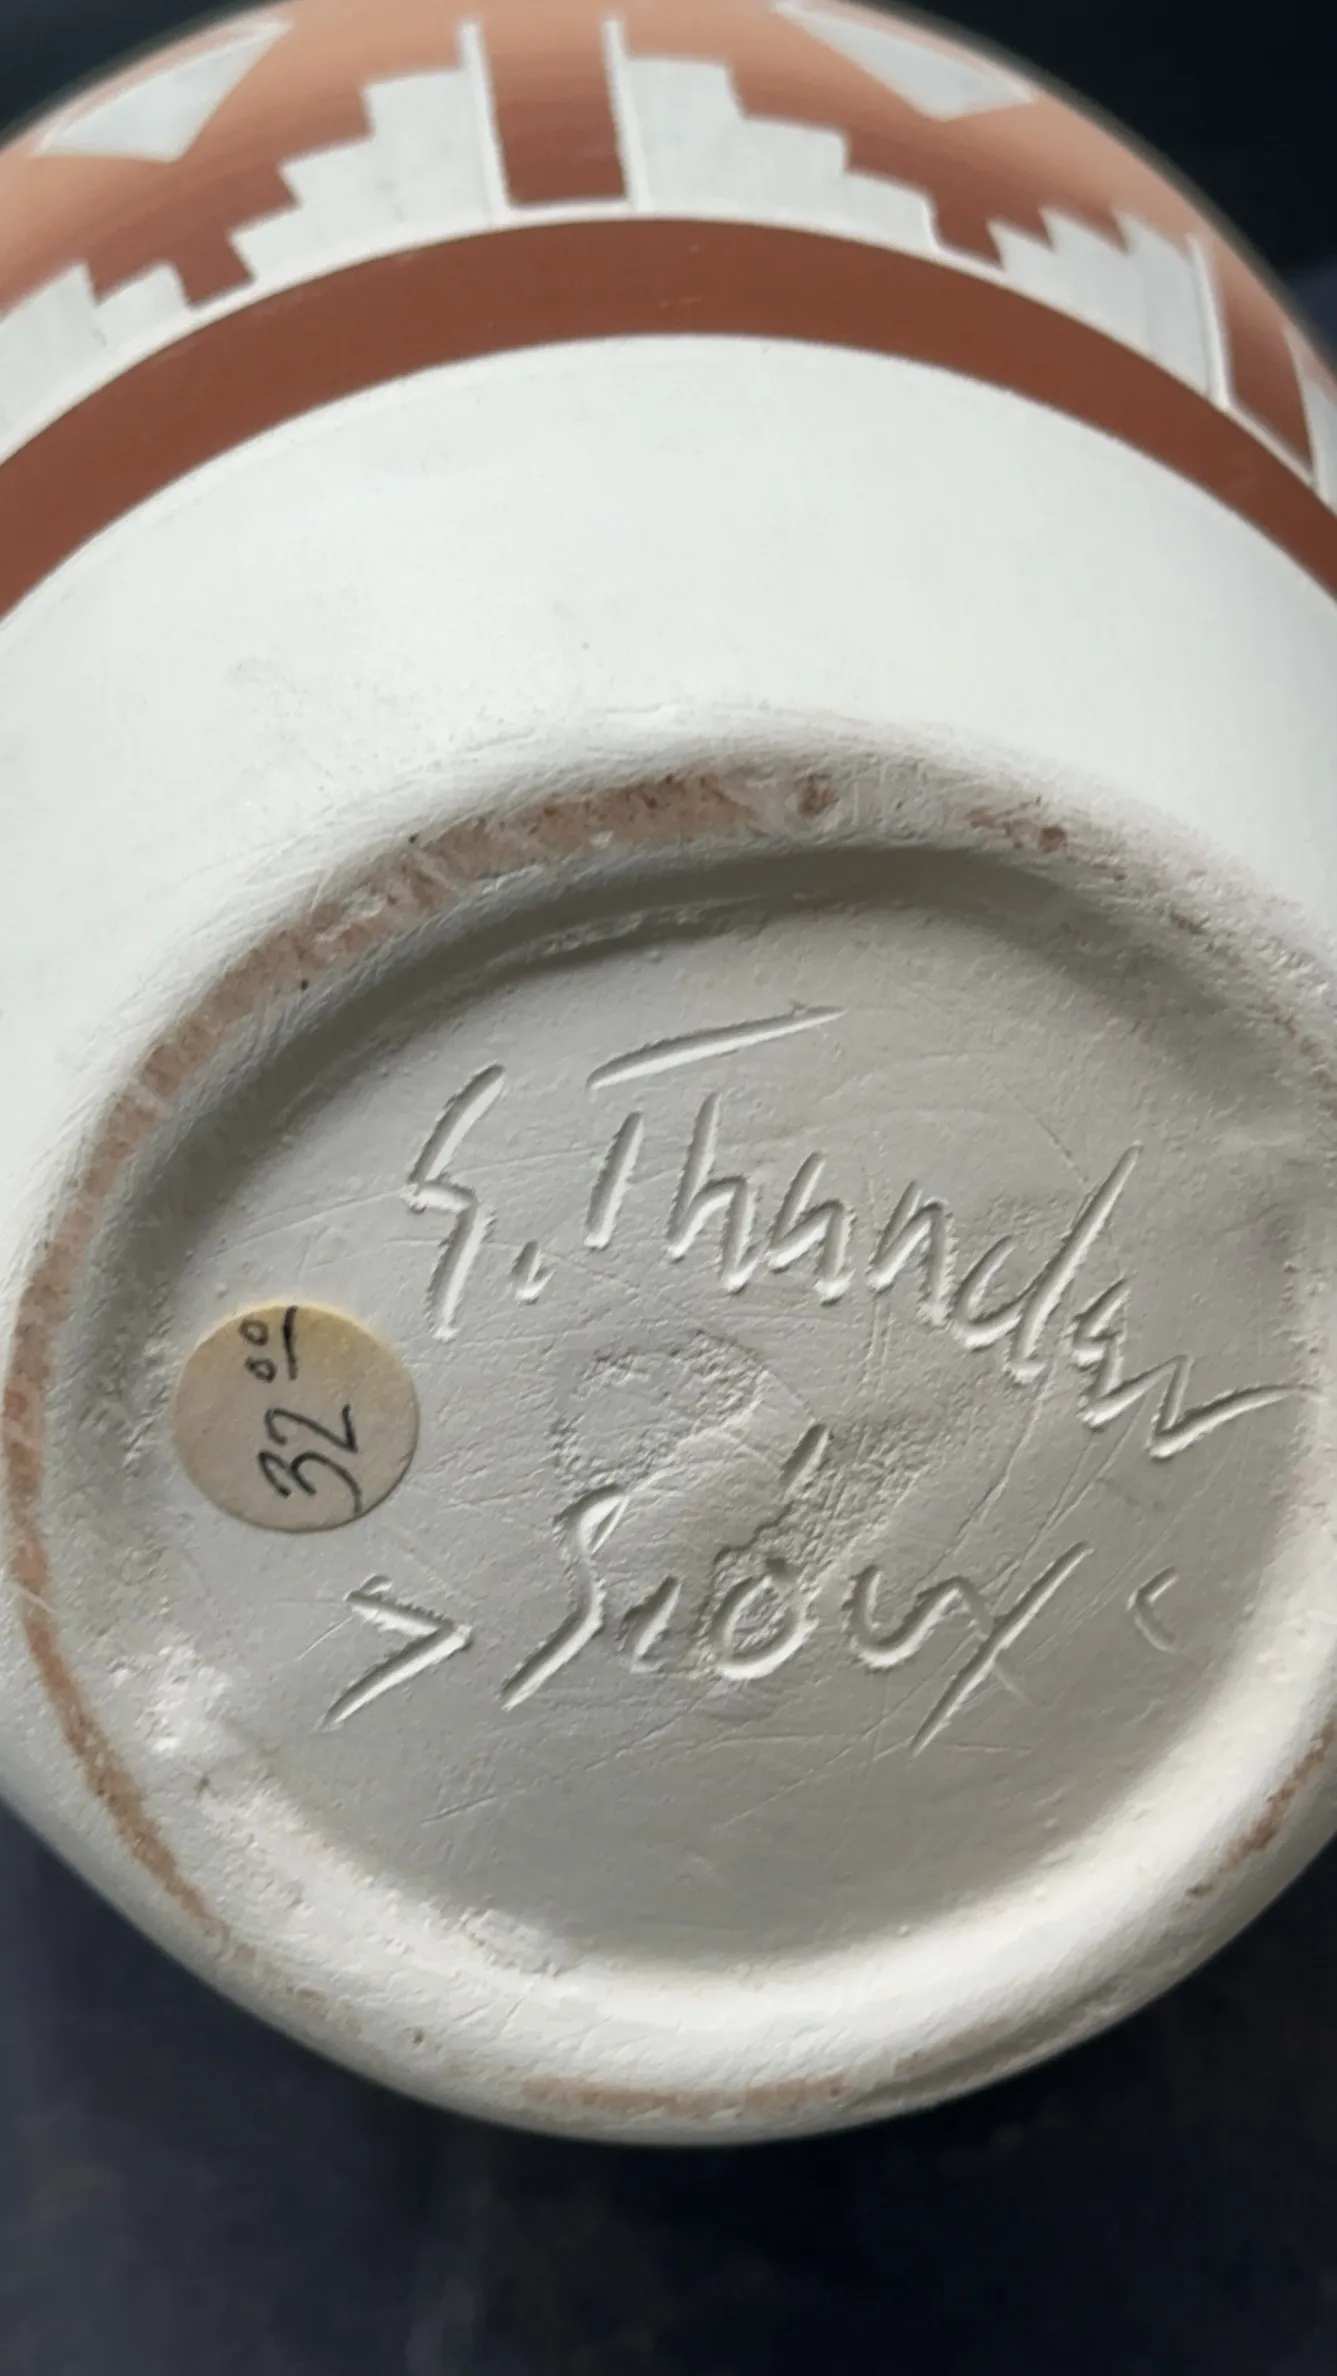 S. Thunder
> Sioux <
32 00